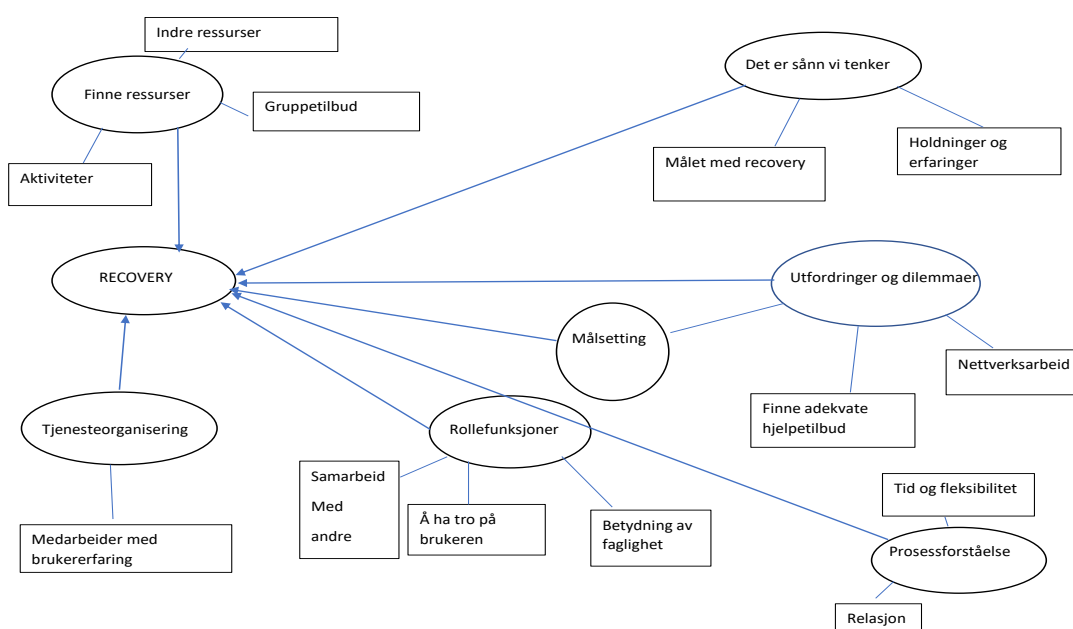 Indre ressurser
Finne ressurser
Gruppetilbud
Aktiviteter
Det er sånn vi tenker
Målet med recovery
Holdninger og
erfaringer
RECOVERY
Utfordringer og dilemmaer
Målsetting
Nettverksarbeid
Finne adekvate
hjelpetilbud
Tjenesteorganisering
Medarbeider med
brukererfaring
Rollefunksjoner
Samarbeid
Med
andre
Å ha tro på
brukeren
Betydning av
faglighet
Tid og fleksibilitet
Prosessforståelse
Relasjon